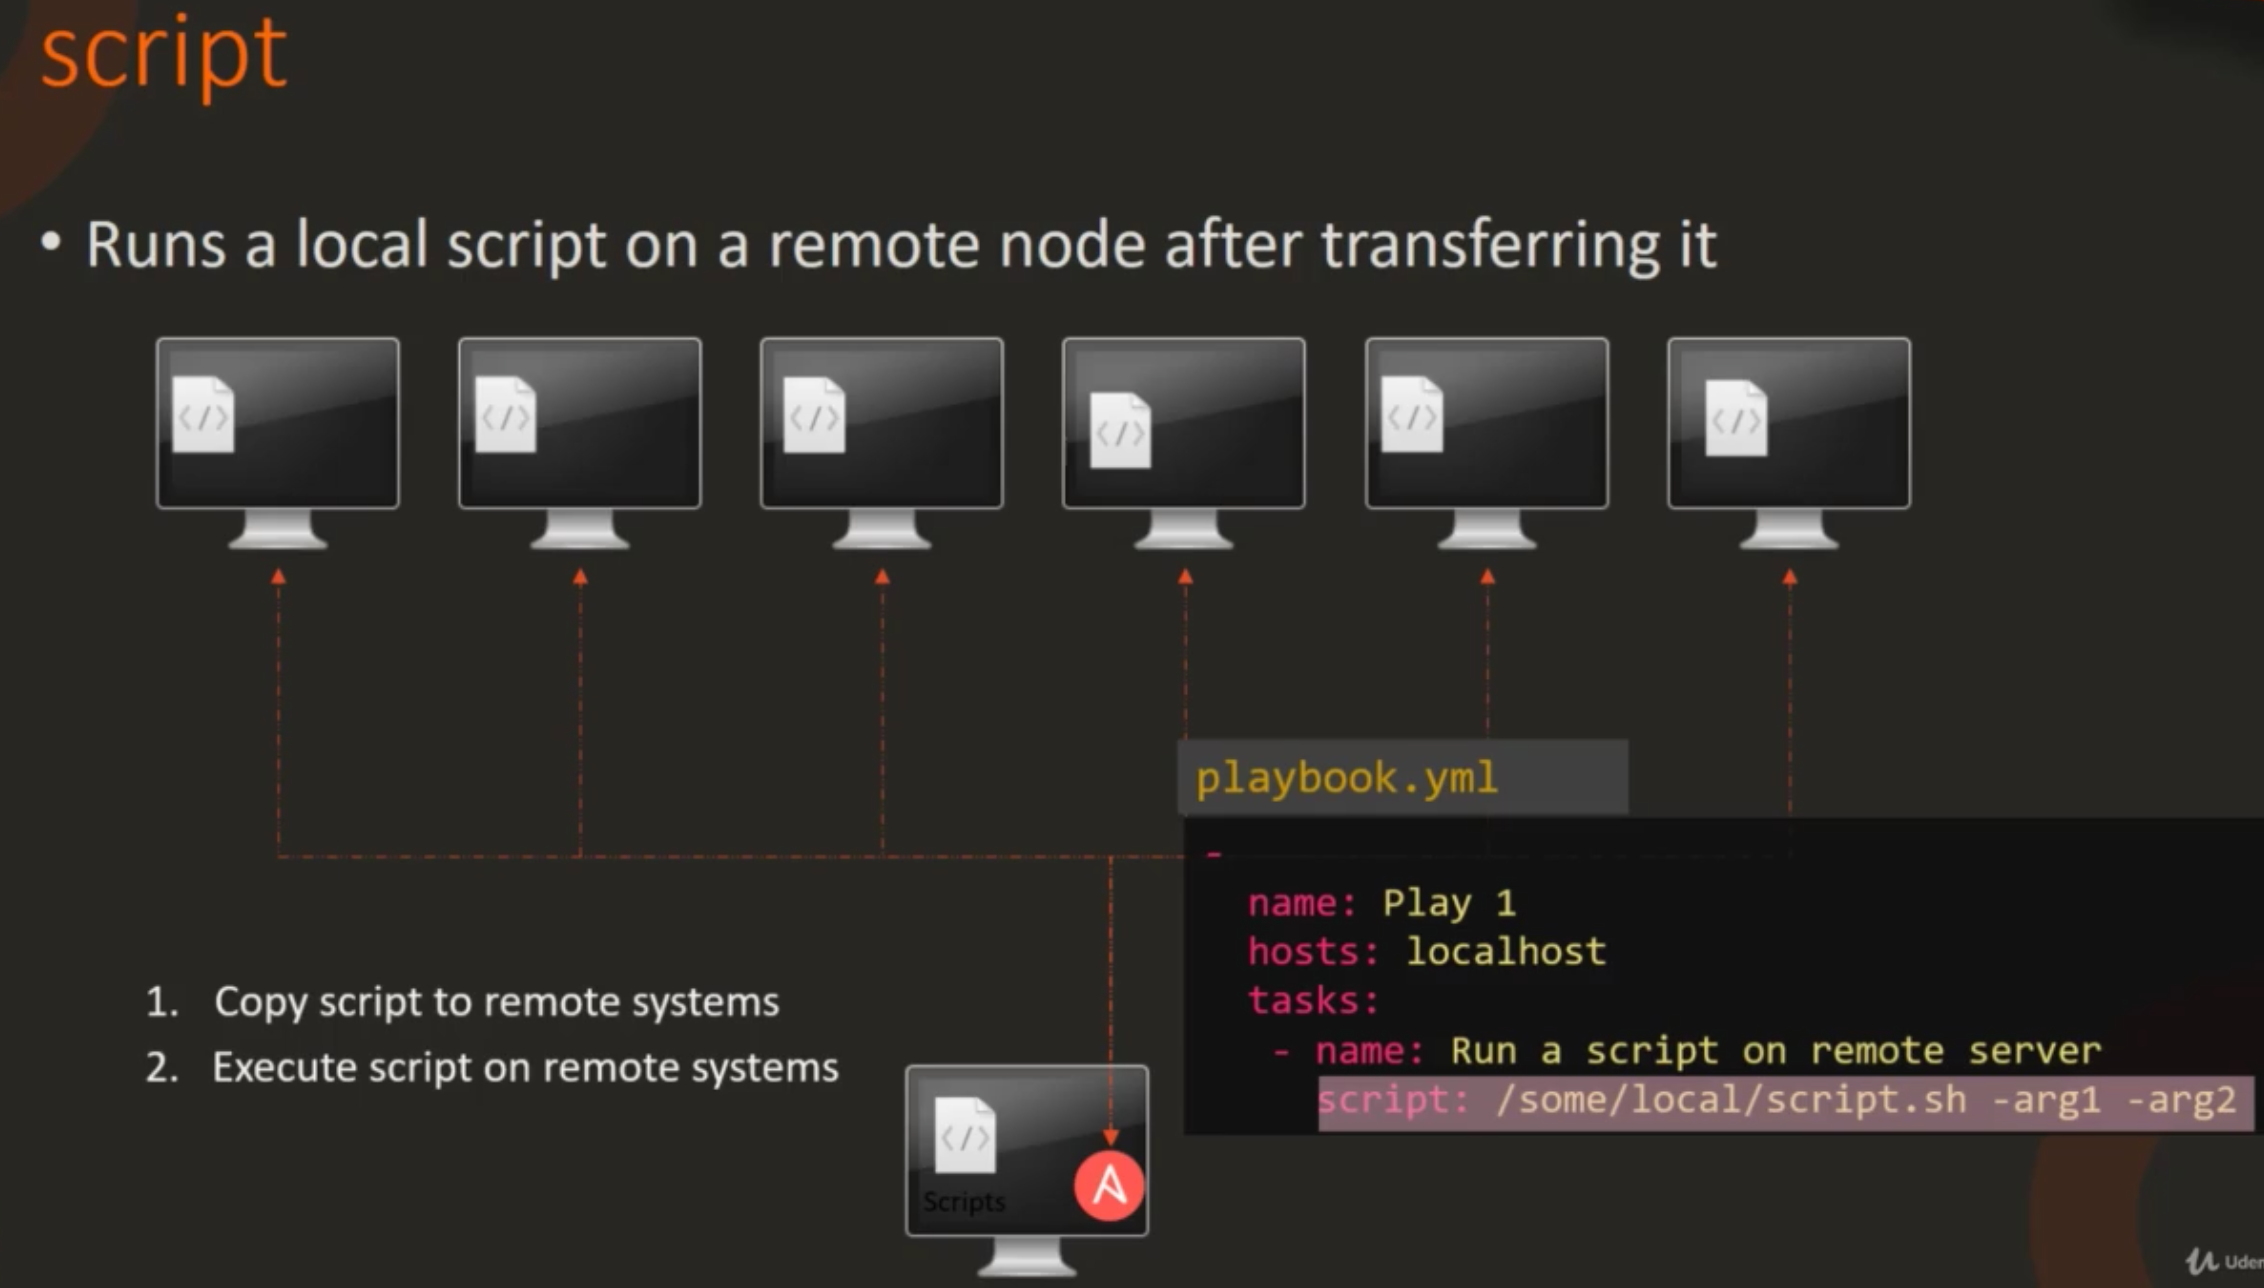 script
• Runs a local script on a remote node after transferring it
</>
</>
</>
</>
</>
</>
playbook.yml
-
name: Play 1
hosts: localhost
tasks:
- name: Run a script on remote server
script: /some/local/script.sh -arg1 -arg2
1. Copy script to remote systems
2. Execute script on remote systems
</>
Scripts